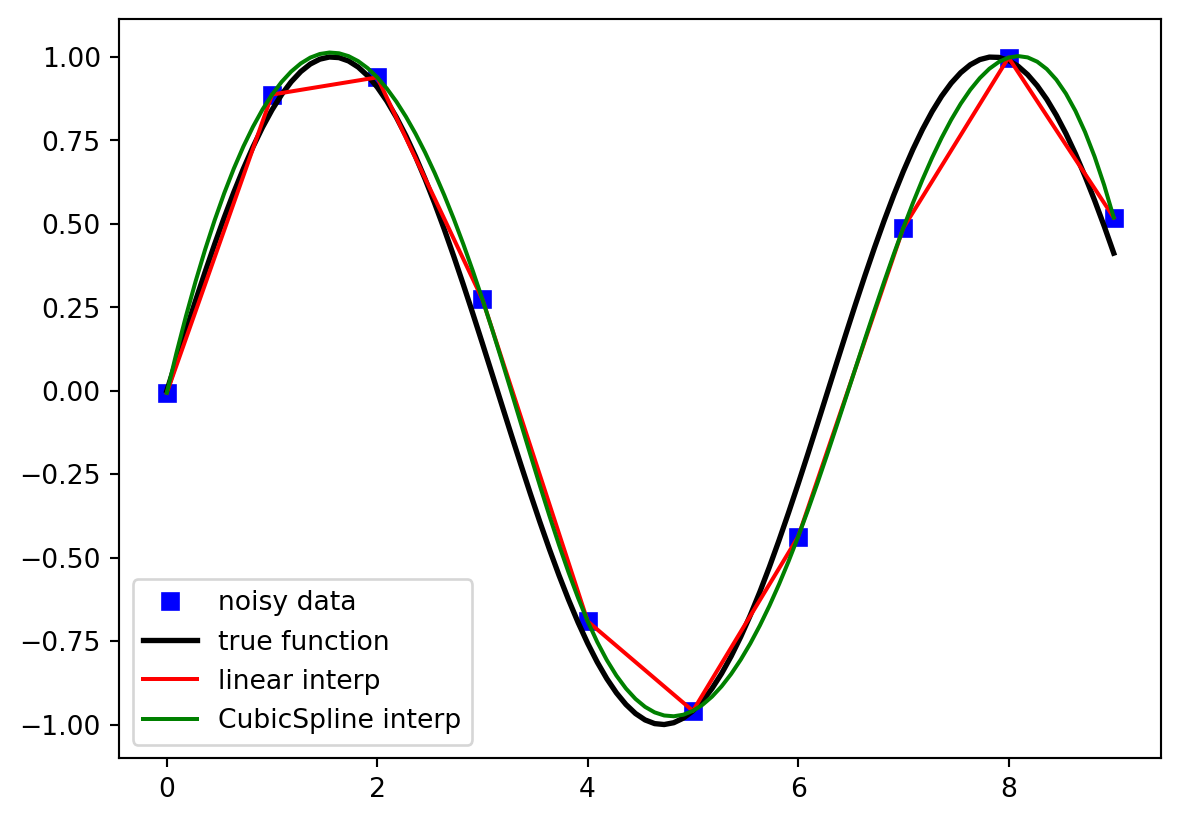 1.00
0.75
0.50
0.25
0.00
−0.25
−0.50
−0.75
−1.00
noisy data
true function
linear interp
CubicSpline interp
0 2 4 6 8